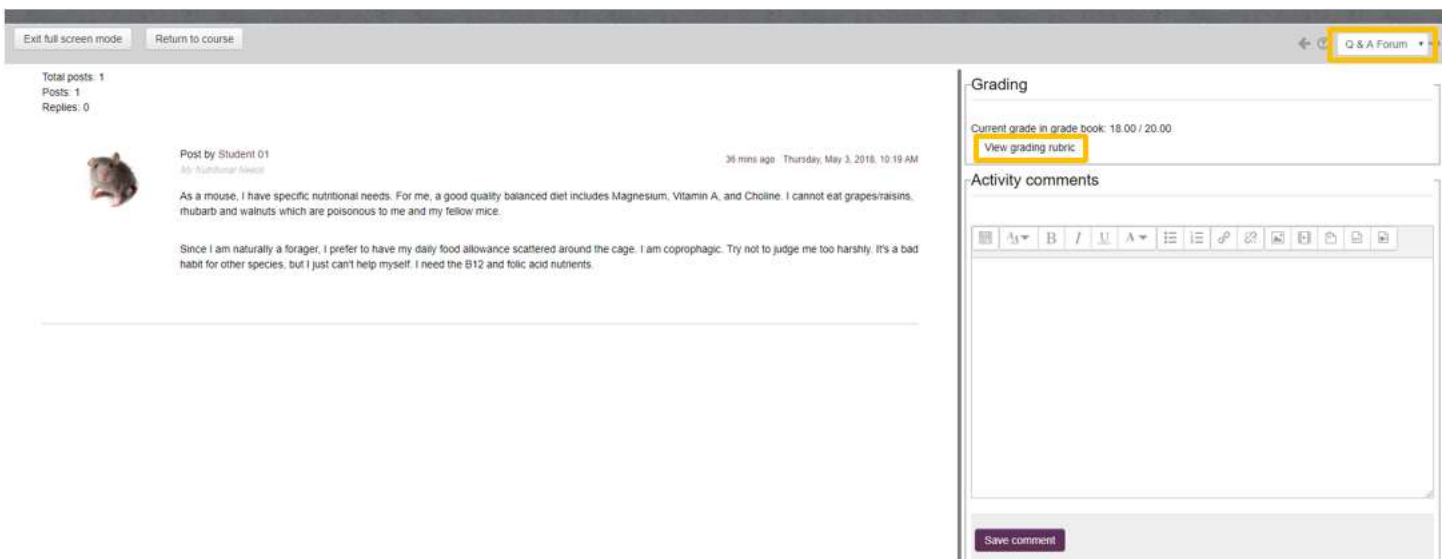 Exit full screen mode
Return to course
Q & A Forum
Total posts: 1
Posts: 1
Replies: 0
Post by Student 01
36 mins ago Thursday, May 3, 2018, 10:19 AM
My Nutritional Needs
As a mouse, I have specific nutritional needs. For me, a good quality balanced diet includes Magnesium, Vitamin A, and Choline. I cannot eat grapes/raisins,
rhubarb and walnuts which are poisonous to me and my fellow mice.
Since I am naturally a forager, I prefer to have my daily food allowance scattered around the cage. I am coprophagic. Try not to judge me too harshly. It's a bad
habit for other species, but I just can't help myself. I need the B12 and folic acid nutrients.
Grading
Current grade in grade book: 18.00 / 20.00
View grading rubric
Activity comments
B I U A
Save comment